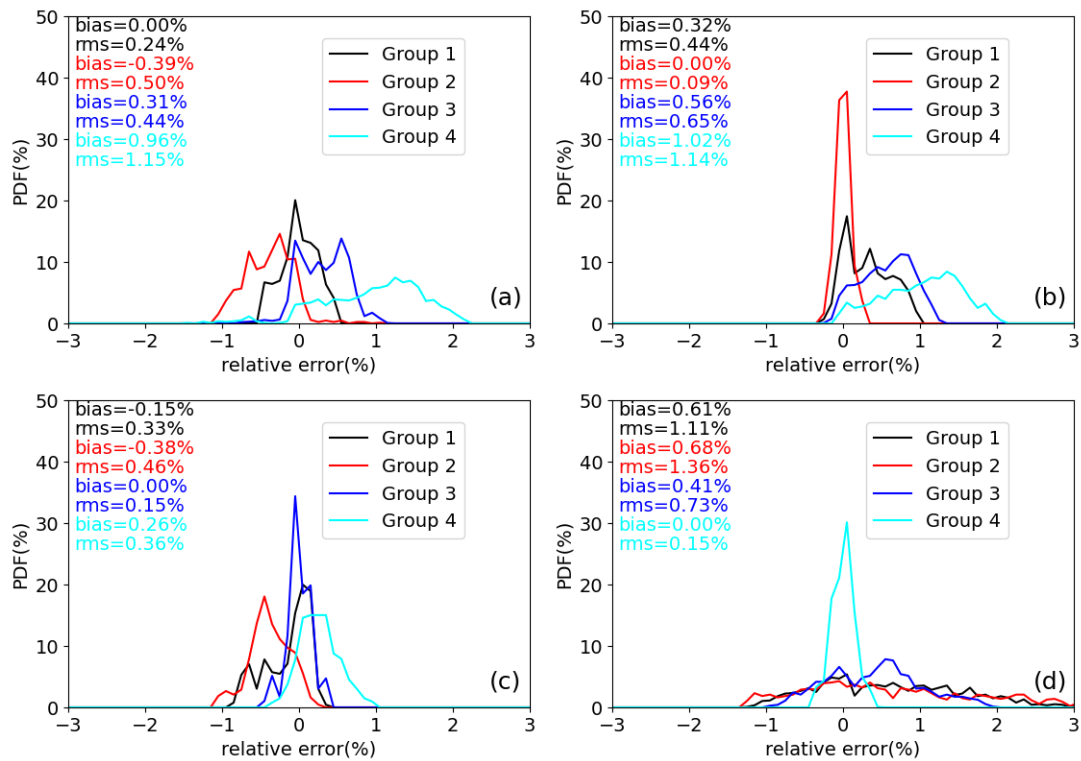 bias=0.00%
rms=0.24%
bias=-0.39%
rms=0.50%
bias=0.31%
rms=0.44%
bias=0.96%
rms=1.15%
Group 1
Group 2
Group 3
Group 4
(a)
PDF(%)
50
40
30
20
10
0
−3
−2
−1
0
1
2
3
relative error(%)
bias=0.32%
rms=0.44%
bias=0.00%
rms=0.09%
bias=0.56%
rms=0.65%
bias=1.02%
rms=1.14%
Group 1
Group 2
Group 3
Group 4
(b)
PDF(%)
50
40
30
20
10
0
−3
−2
−1
0
1
2
3
relative error(%)
bias=-0.15%
rms=0.33%
bias=-0.38%
rms=0.46%
bias=0.00%
rms=0.15%
bias=0.26%
rms=0.36%
Group 1
Group 2
Group 3
Group 4
(c)
PDF(%)
50
40
30
20
10
0
−3
−2
−1
0
1
2
3
relative error(%)
bias=0.61%
rms=1.11%
bias=0.68%
rms=1.36%
bias=0.41%
rms=0.73%
bias=0.00%
rms=0.15%
Group 1
Group 2
Group 3
Group 4
(d)
PDF(%)
50
40
30
20
10
0
−3
−2
−1
0
1
2
3
relative error(%)